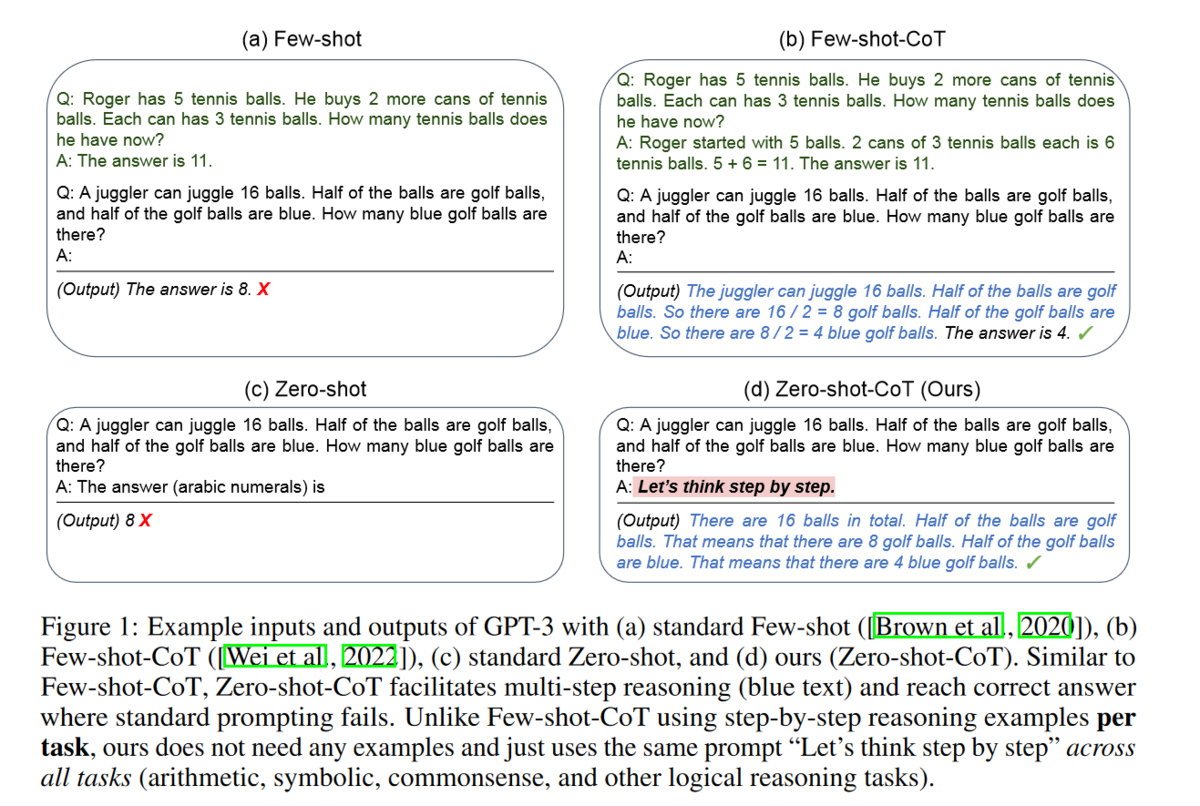 (a) Few-shot
Q: Roger has 5 tennis balls. He buys 2 more cans of tennis
balls. Each can has 3 tennis balls. How many tennis balls does
he have now?
A: The answer is 11.
Q: A juggler can juggle 16 balls. Half of the balls are golf balls,
and half of the golf balls are blue. How many blue golf balls are
there?
A:
(Output) The answer is 8. ✗
(b) Few-shot-CoT
Q: Roger has 5 tennis balls. He buys 2 more cans of tennis
balls. Each can has 3 tennis balls. How many tennis balls does
he have now?
A: Roger started with 5 balls. 2 cans of 3 tennis balls each is 6
tennis balls. 5 + 6 = 11. The answer is 11.
Q: A juggler can juggle 16 balls. Half of the balls are golf balls,
and half of the golf balls are blue. How many blue golf balls are
there?
A:
(Output) The juggler can juggle 16 balls. Half of the balls are golf
balls. So there are 16 / 2 = 8 golf balls. Half of the golf balls are
blue. So there are 8 / 2 = 4 blue golf balls. The answer is 4. ✓
(c) Zero-shot
Q: A juggler can juggle 16 balls. Half of the balls are golf balls,
and half of the golf balls are blue. How many blue golf balls are
there?
A: The answer (arabic numerals) is
(Output) 8 ✗
(d) Zero-shot-CoT (Ours)
Q: A juggler can juggle 16 balls. Half of the balls are golf balls,
and half of the golf balls are blue. How many blue golf balls are
there?
A: Let's think step by step.
(Output) There are 16 balls in total. Half of the balls are golf
balls. That means that there are 8 golf balls. Half of the golf balls
are blue. That means that there are 4 blue golf balls. ✓
Figure 1: Example inputs and outputs of GPT-3 with (a) standard Few-shot ([Brown et al., 2020]), (b)
Few-shot-CoT ([Wei et al., 2022]), (c) standard Zero-shot, and (d) ours (Zero-shot-CoT). Similar to
Few-shot-CoT, Zero-shot-CoT facilitates multi-step reasoning (blue text) and reach correct answer
where standard prompting fails. Unlike Few-shot-CoT using step-by-step reasoning examples per
task, ours does not need any examples and just uses the same prompt “Let’s think step by step” across
all tasks (arithmetic, symbolic, commonsense, and other logical reasoning tasks).